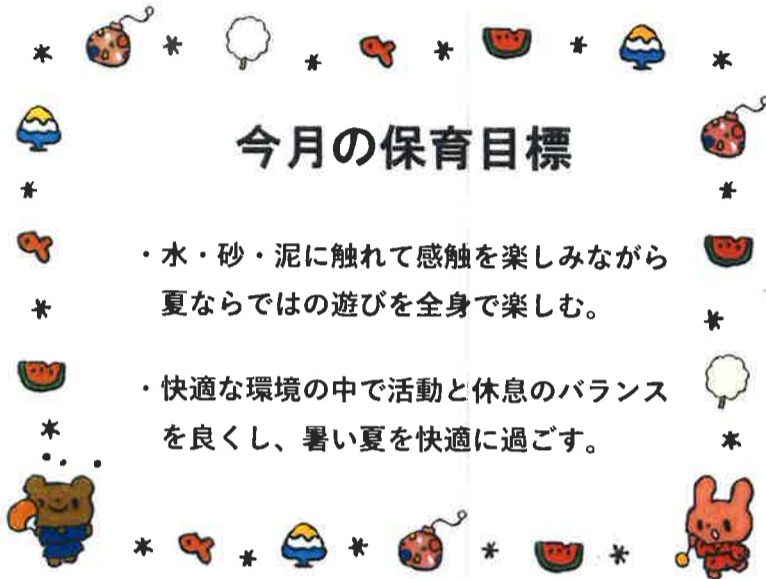 今月の保育目標
・水・砂・泥に触れて感触を楽しみながら
夏ならではの遊びを全身で楽しむ。
・快適な環境の中で活動と休息のバランス
を良くし、暑い夏を快適に過ごす。